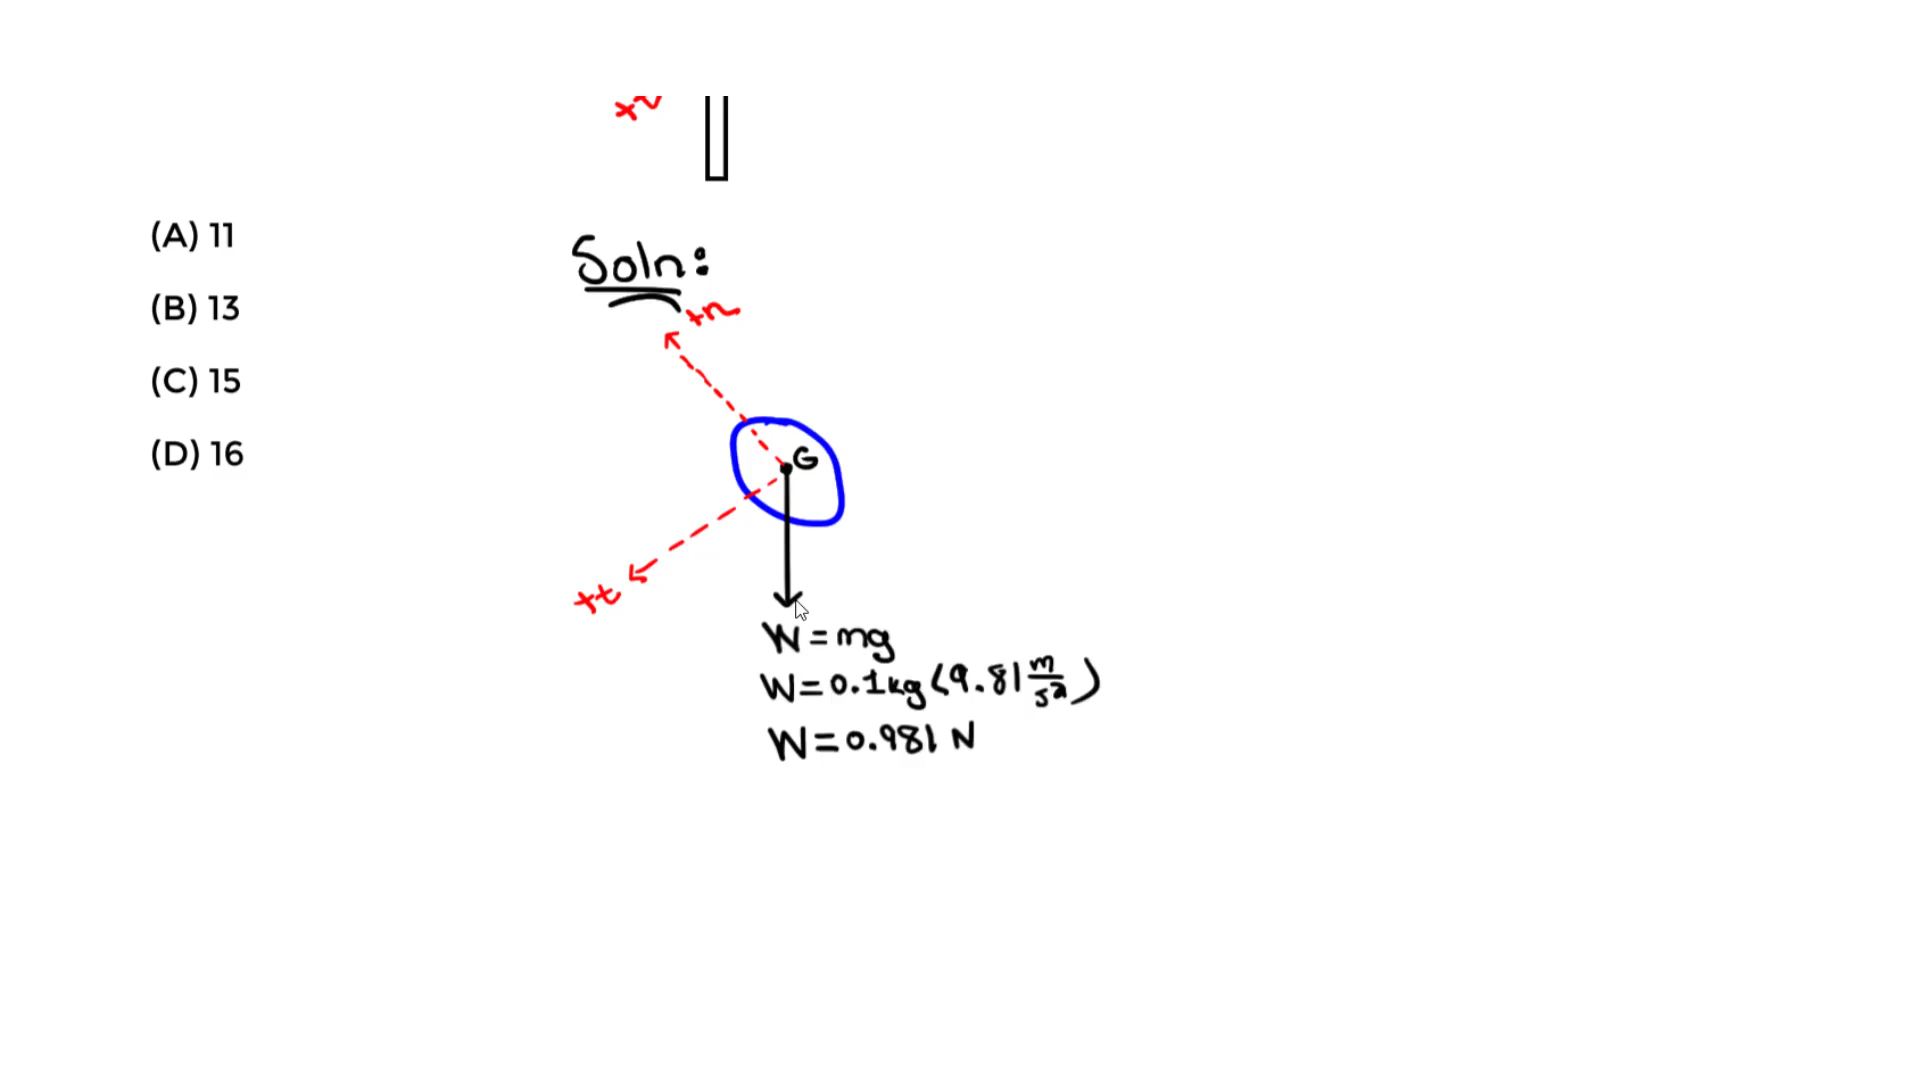 (A) 11
(B) 13
(C) 15
(D) 16
Soln:
+n
G
+t
W = mg
W = 0.1kg (9.81 m/s²)
W = 0.981 N